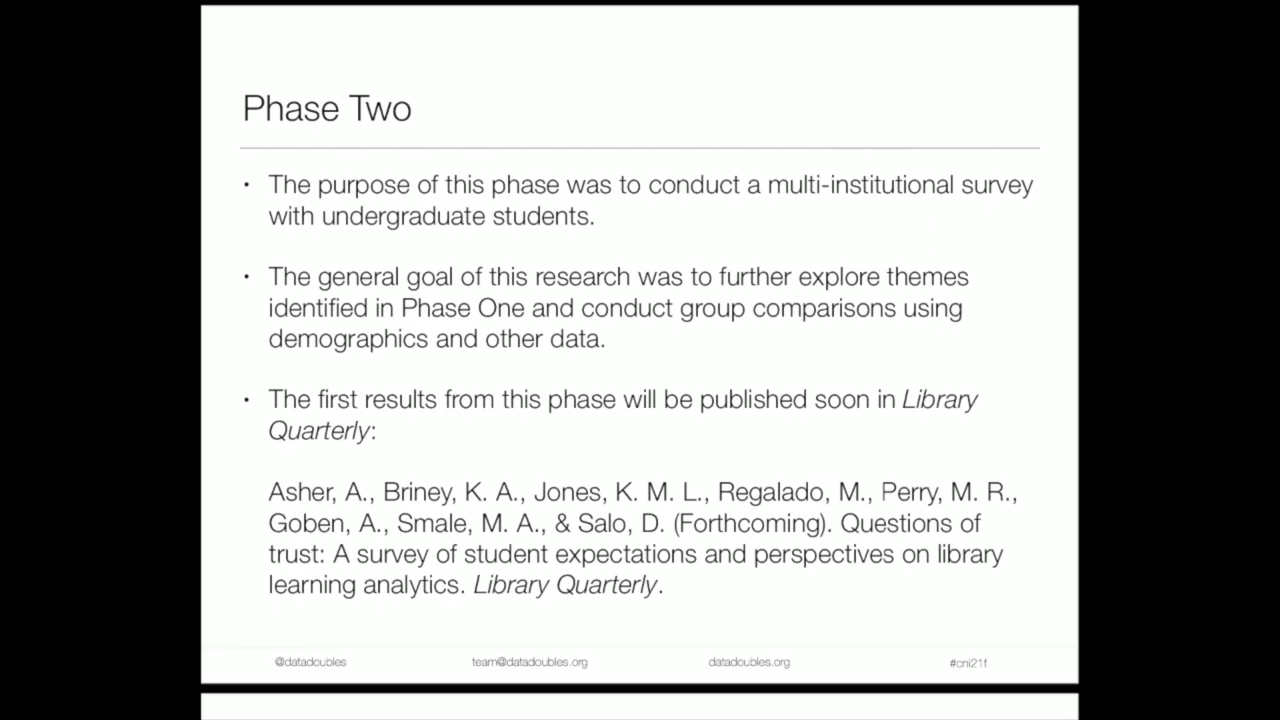 Phase Two
• The purpose of this phase was to conduct a multi-institutional survey
with undergraduate students.
• The general goal of this research was to further explore themes
identified in Phase One and conduct group comparisons using
demographics and other data.
• The first results from this phase will be published soon in Library
Quarterly:
Asher, A., Briney, K. A., Jones, K. M. L., Regalado, M., Perry, M. R.,
Goben, A., Smale, M. A., & Salo, D. (Forthcoming). Questions of
trust: A survey of student expectations and perspectives on library
learning analytics. Library Quarterly.
@datadoubles team@datadoubles.org datadoubles.org #cni21f